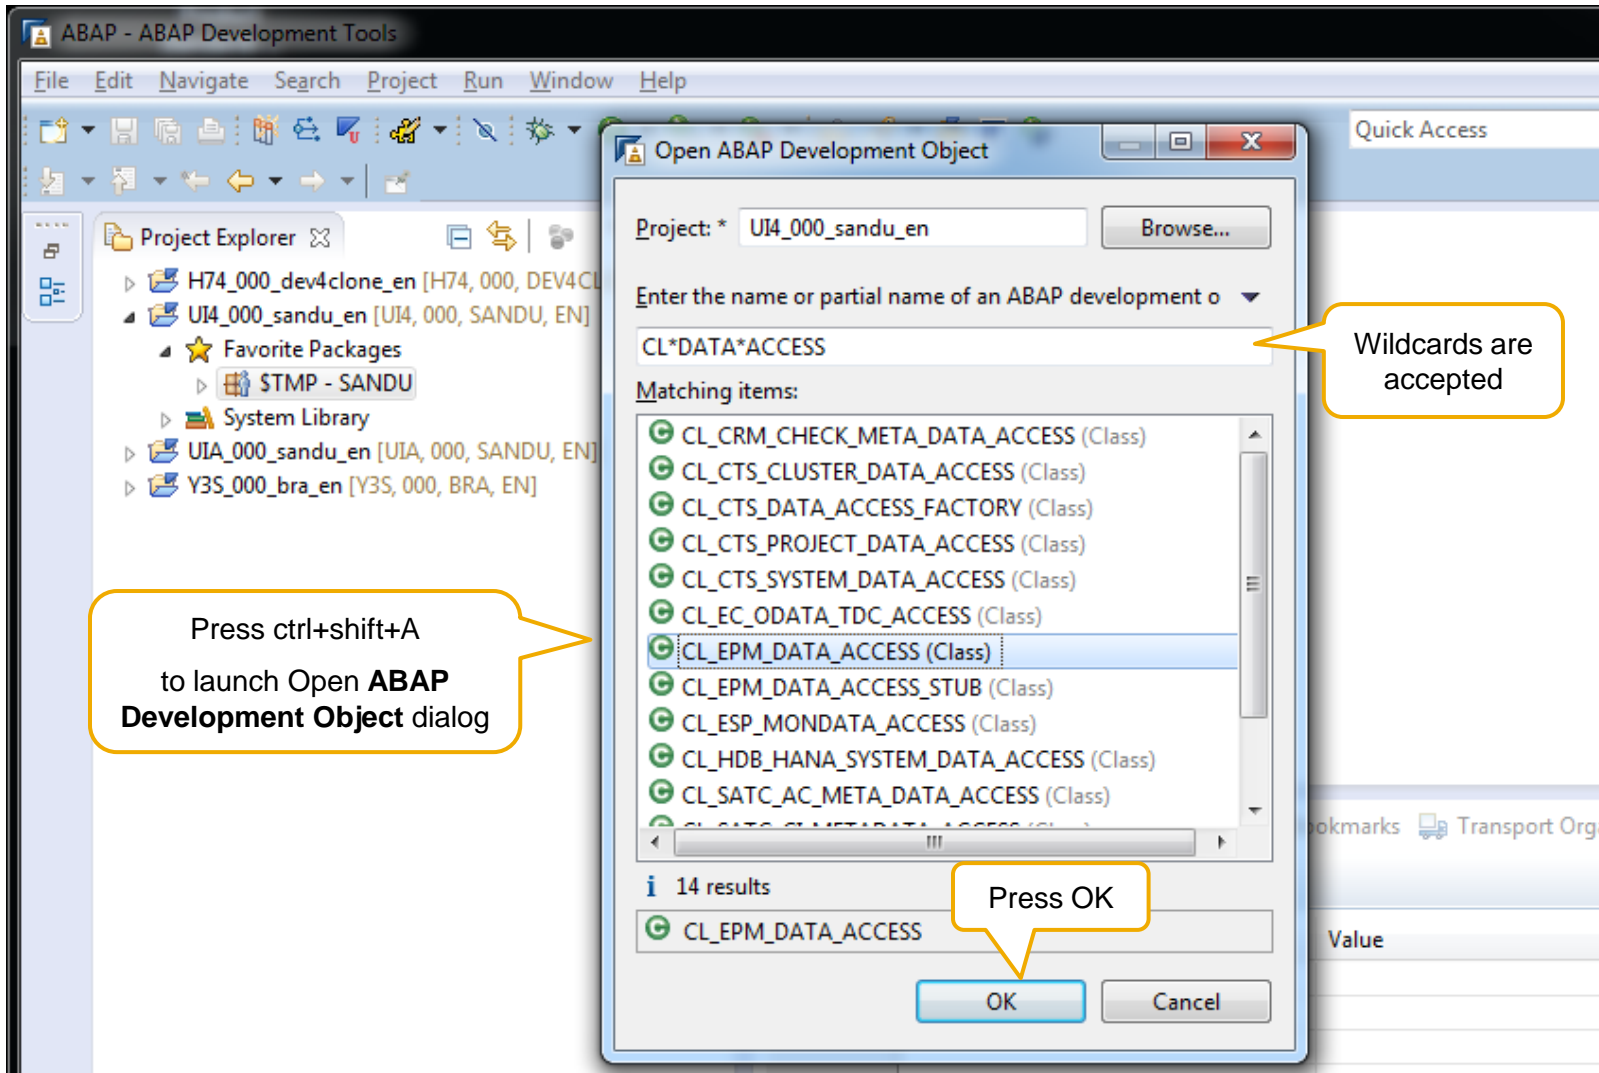 ABAP - ABAP Development Tools
File Edit Navigate Search Project Run Window Help
Quick Access
Project Explorer
H74_000_dev4clone_en [H74, 000, DEV4CL
UI4_000_sandu_en [UI4, 000, SANDU, EN]
Favorite Packages
$TMP - SANDU
System Library
UIA_000_sandu_en [UIA, 000, SANDU, EN]
Y3S_000_bra_en [Y3S, 000, BRA, EN]
Press ctrl+shift+A
to launch Open ABAP
Development Object dialog
Open ABAP Development Object
Project: * UI4_000_sandu_en Browse...
Enter the name or partial name of an ABAP development o
CL*DATA*ACCESS
Wildcards are
accepted
Matching items:
CL_CRM_CHECK_META_DATA_ACCESS (Class)
CL_CTS_CLUSTER_DATA_ACCESS (Class)
CL_CTS_DATA_ACCESS_FACTORY (Class)
CL_CTS_PROJECT_DATA_ACCESS (Class)
CL_CTS_SYSTEM_DATA_ACCESS (Class)
CL_EC_ODATA_TDC_ACCESS (Class)
CL_EPM_DATA_ACCESS (Class)
CL_EPM_DATA_ACCESS_STUB (Class)
CL_ESP_MONDATA_ACCESS (Class)
CL_HDB_HANA_SYSTEM_DATA_ACCESS (Class)
CL_SATC_AC_META_DATA_ACCESS (Class)
14 results
Press OK
CL_EPM_DATA_ACCESS
OK Cancel
ookmarks Transport Orga
Value